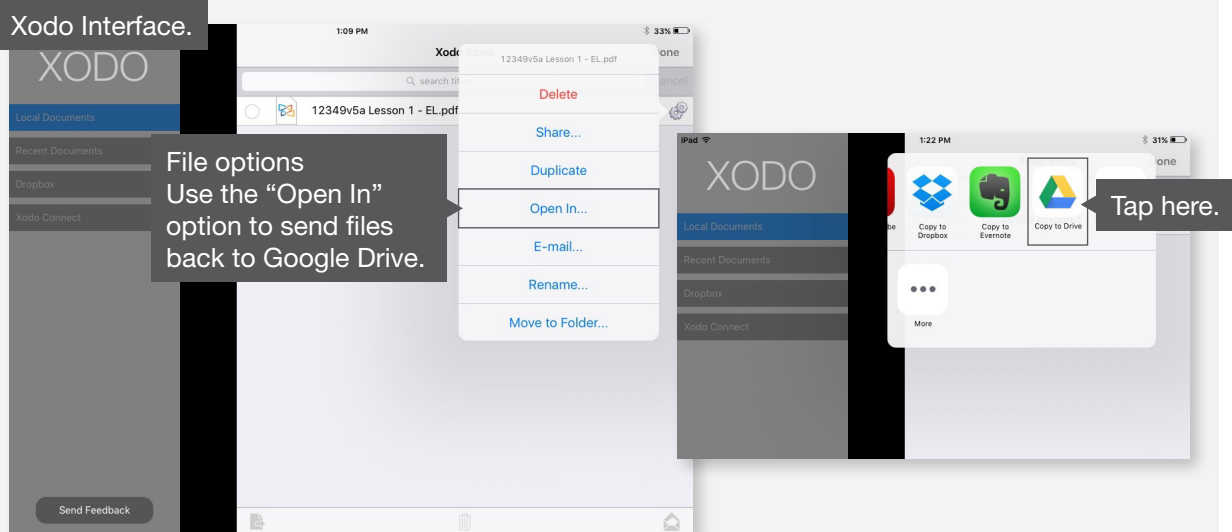 Xodo Interface.
1:09 PM
33%
XODO
Xodo
one
12349v5a Lesson 1 - EL.pdf
Q search tit
ancel
Delete
12349v5a Lesson 1 - EL.pdf
Local Documents
Recent Documents
Dropbox
Xodo Connect
Share...
Duplicate
Open In...
E-mail...
Rename...
Move to Folder...
File options
Use the “Open In”
option to send files
back to Google Drive.
Send Feedback
iPad
1:22 PM
31%
XODO
one
Local Documents
Recent Documents
Dropbox
Xodo Connect
be
Copy to
Dropbox
Copy to
Evernote
Copy to Drive
Tap here.
More